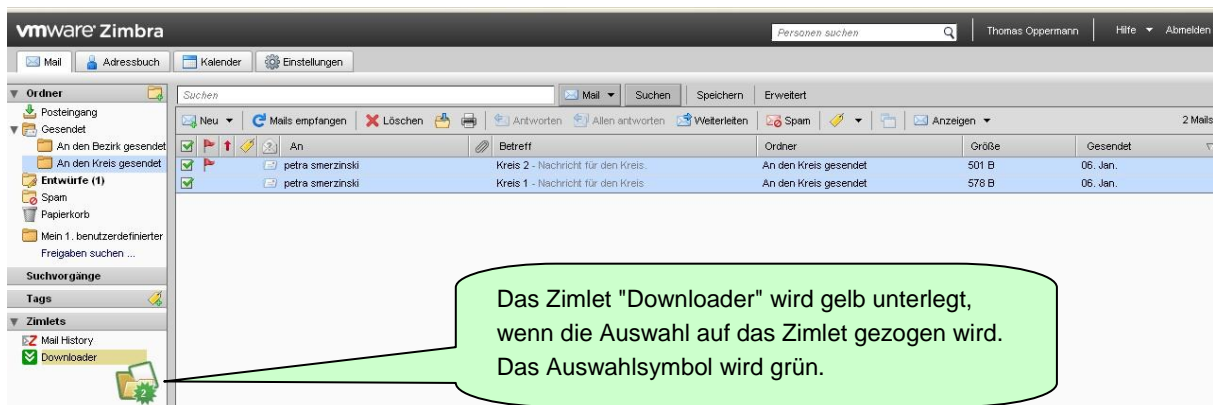 vmware® Zimbra
Personen suchen
Thomas Oppermann
Hilfe
Abmelden
Mail
Adressbuch
Kalender
Einstellungen
Ordner
Posteingang
Gesendet
An den Bezirk gesendet
An den Kreis gesendet
Entwürfe (1)
Spam
Papierkorb
Mein 1. benutzerdefinierter
Freigaben suchen ...
Suchvorgänge
Tags
Zimlets
Mail History
Downloader
2
Suchen Mail Suchen Speichern Erweitert
Neu Mails empfangen Löschen Antworten Allen antworten Weiterleiten Spam Anzeigen 2 Mails
An Betreff Ordner Größe Gesendet
petra smerzinski Kreis 2 - Nachricht für den Kreis. An den Kreis gesendet 501 B 06. Jan.
petra smerzinski Kreis 1 - Nachricht für den Kreis An den Kreis gesendet 578 B 06. Jan.
Das Zimlet "Downloader" wird gelb unterlegt,
wenn die Auswahl auf das Zimlet gezogen wird.
Das Auswahlsymbol wird grün.